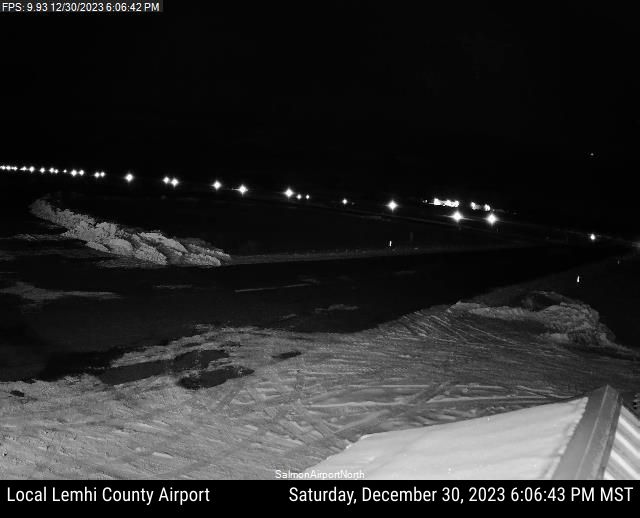 FPS: 9.93 12/30/2023 6:06:42 PM
SalmonAirportNorth
Local Lemhi County Airport Saturday, December 30, 2023 6:06:43 PM MST